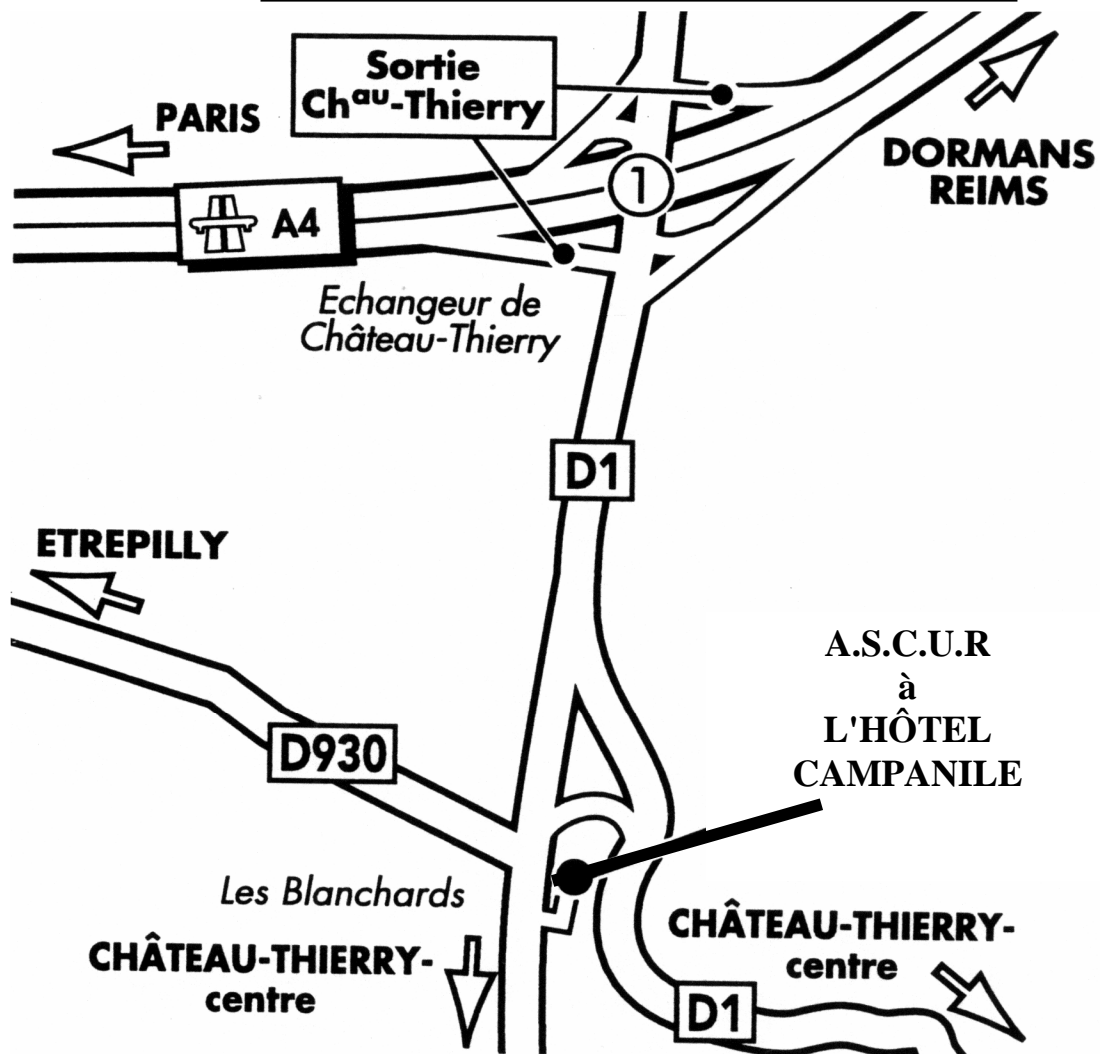 Sortie
Chau-Thierry
PARIS
DORMANS
REIMS
1
A4
Echangeur de
Château-Thierry
D1
ETREPILLY
A.S.C.U.R
à
L'HÔTEL
CAMPANILE
D930
Les Blanchards
CHÂTEAU-THIERRY-
centre
CHÂTEAU-THIERRY-
centre
D1